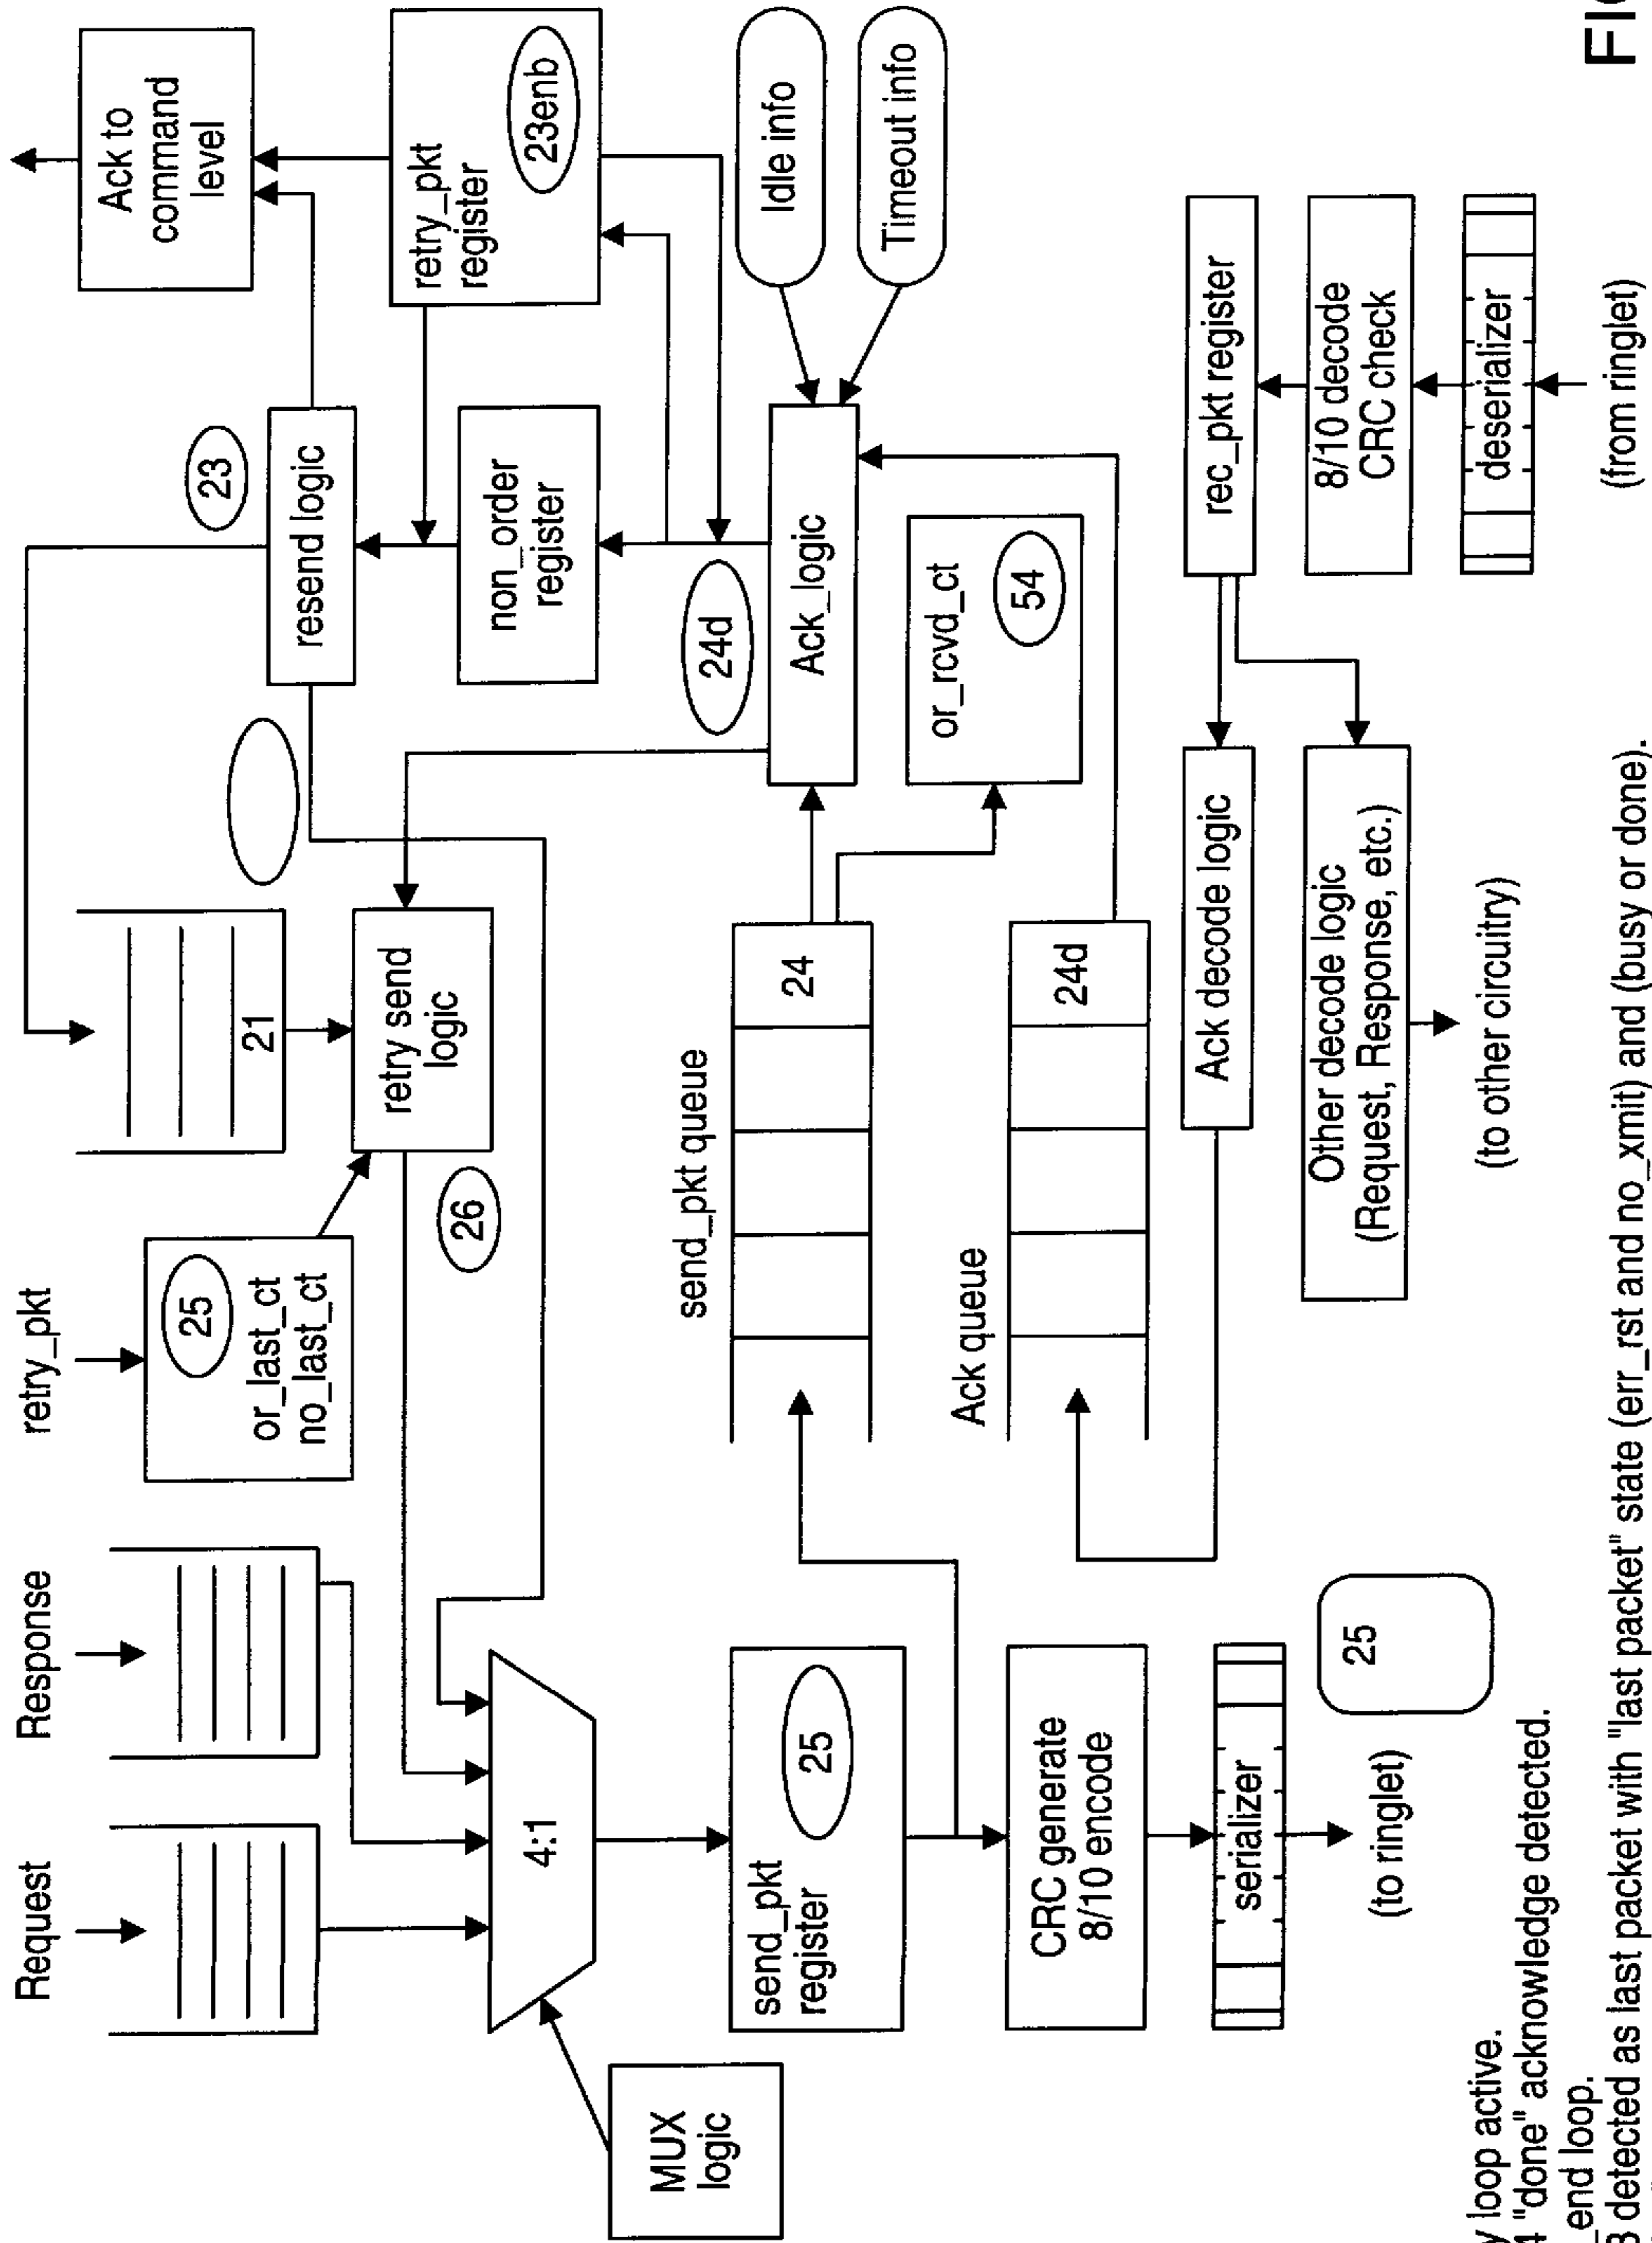 Request
Response
retry_pkt
25
or_last_ct
no_last_ct
21
retry send
logic
26
23
resend logic
Ack to
command
level
retry_pkt
register
23enb
non_order
register
24d
Ack_logic
Idle info
Timeout info
MUX
logic
4:1
send_pkt
register
25
CRC generate
8/10 encode
serializer
(to ringlet)
25
send_pkt queue
24
or_rcvd_ct
54
Ack queue
24d
Ack decode logic
Other decode logic
(Request, Response, etc.)
(to other circuitry)
rec_pkt register
8/10 decode
CRC check
deserializer
(from ringlet)
loop active.
"done" acknowledge detected.
_end loop.
detected as last packet with "last packet" state (err_rst and no_xmit) and (busy or done).